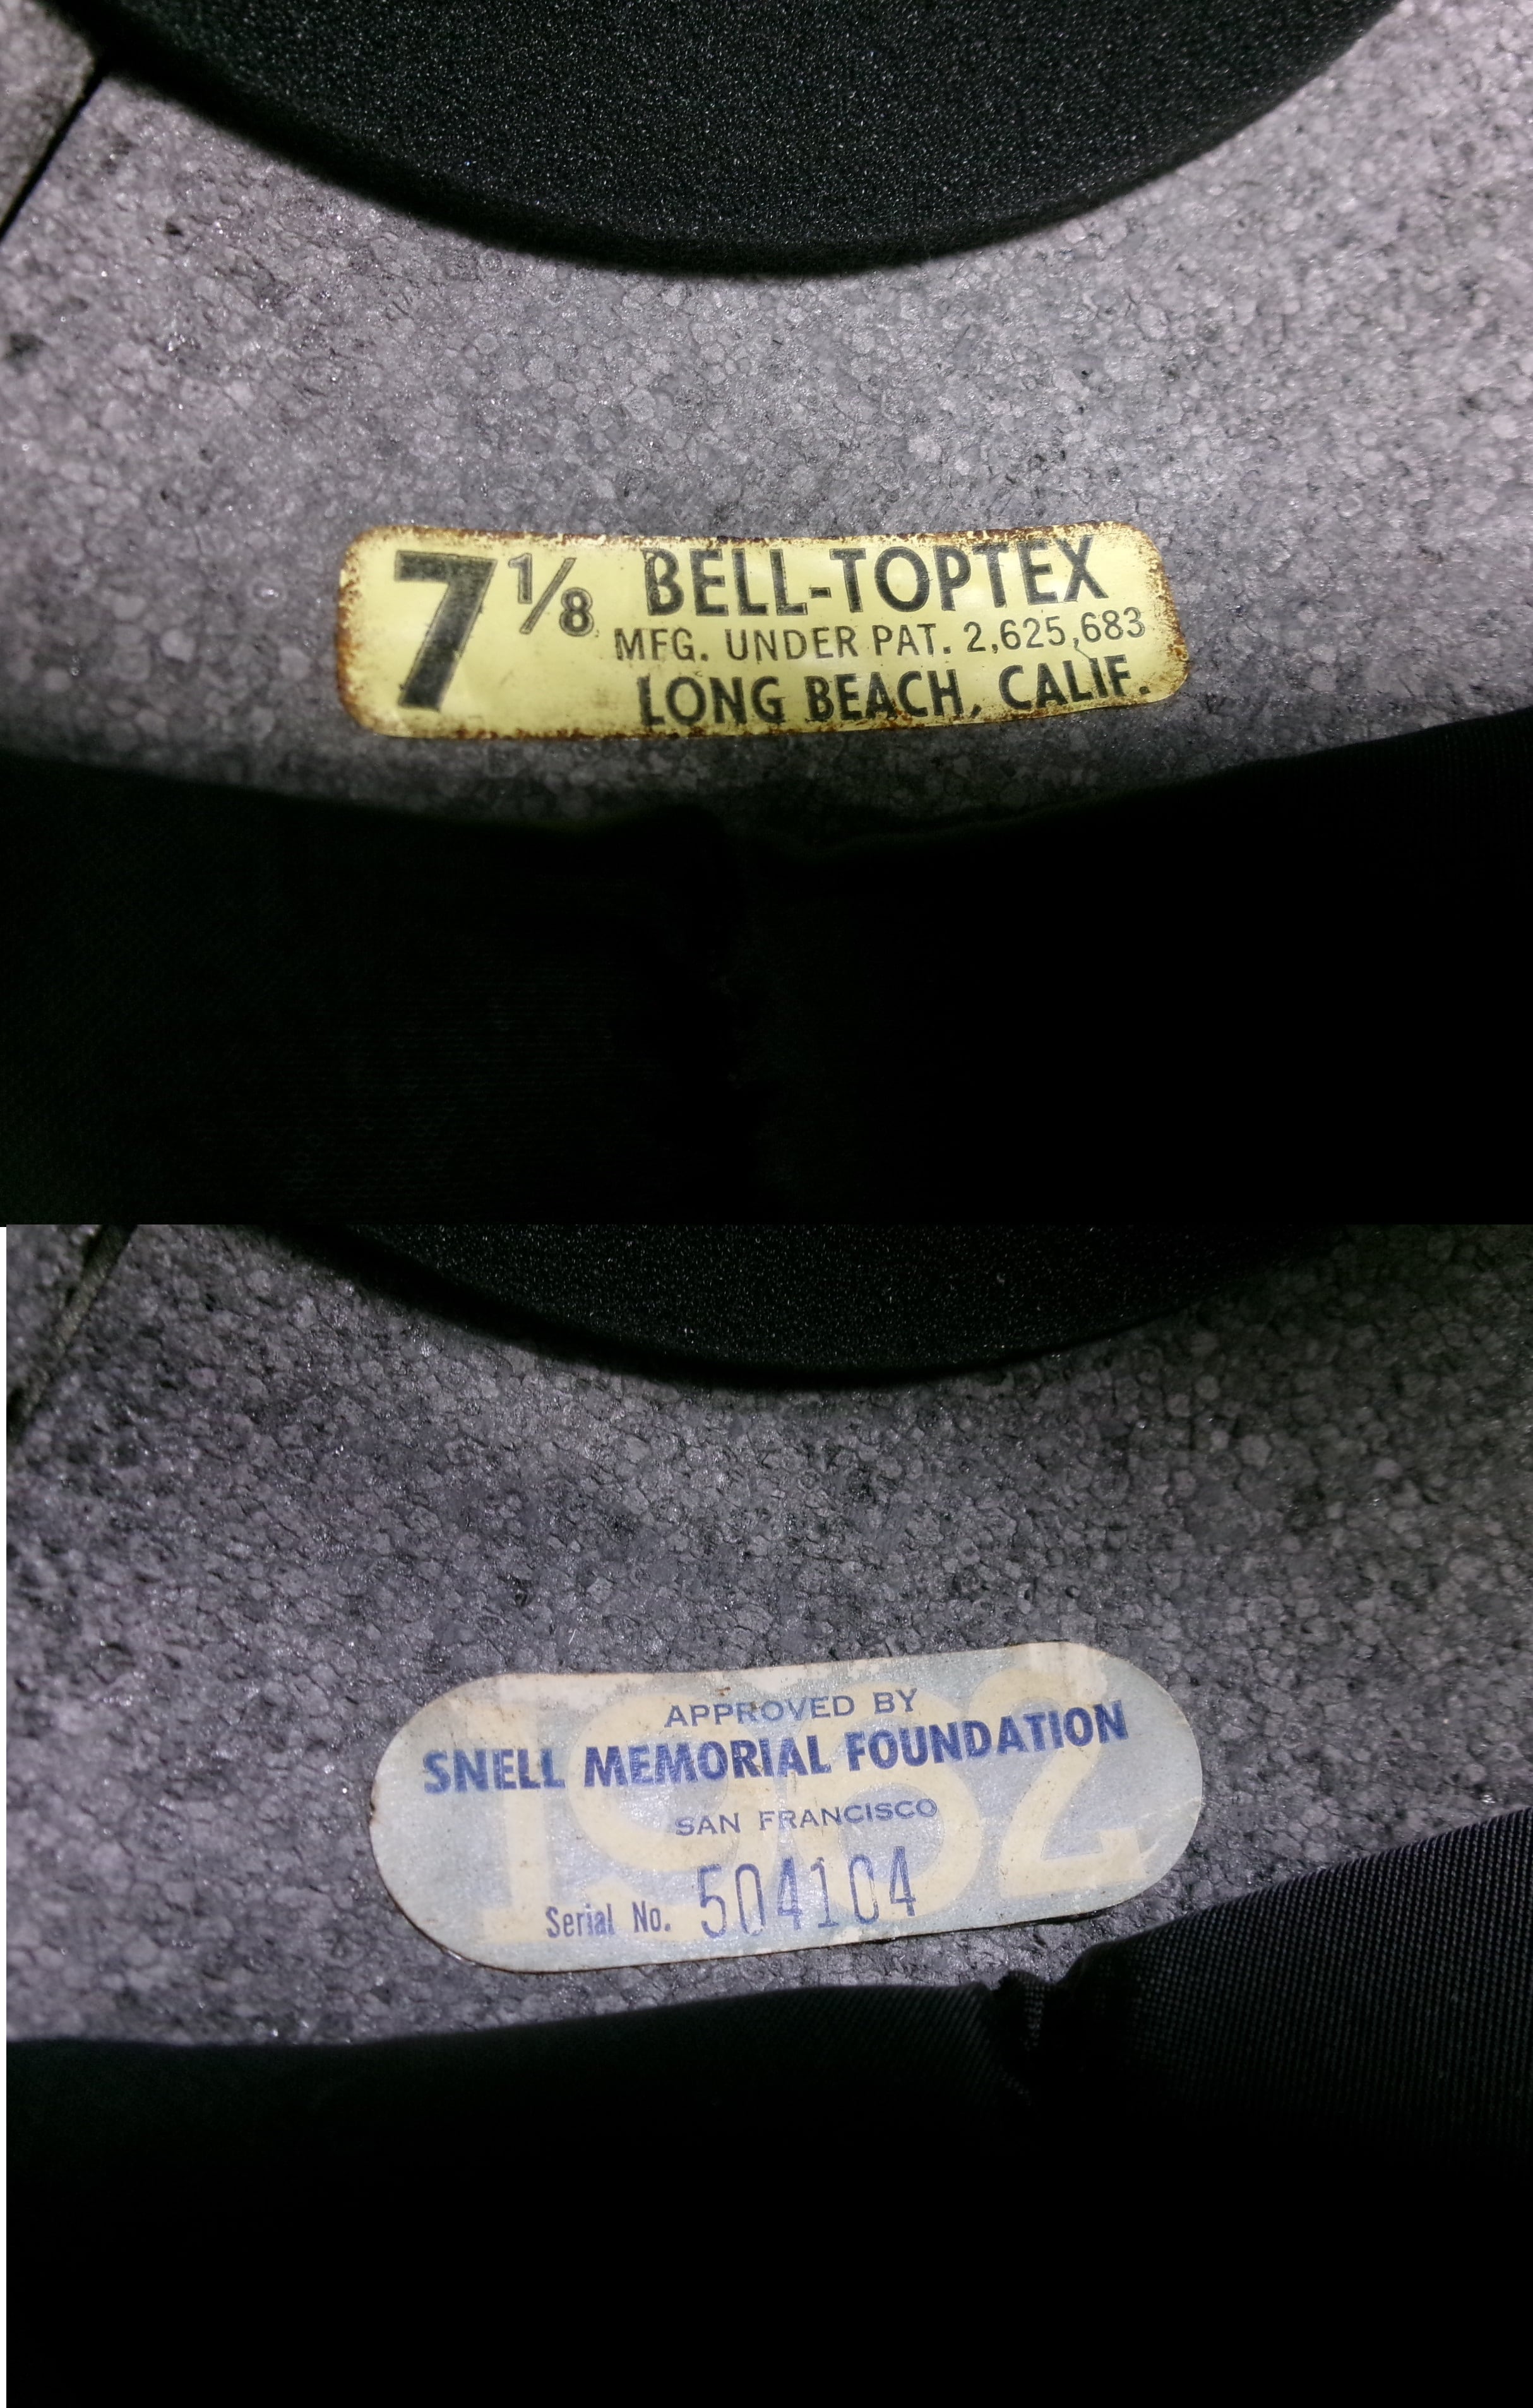 7 1/8 BELL-TOPTEX
MFG. UNDER PAT. 2,625,683
LONG BEACH, CALIF.
1962
APPROVED BY
SNELL MEMORIAL FOUNDATION
SAN FRANCISCO
Serial No. 504104